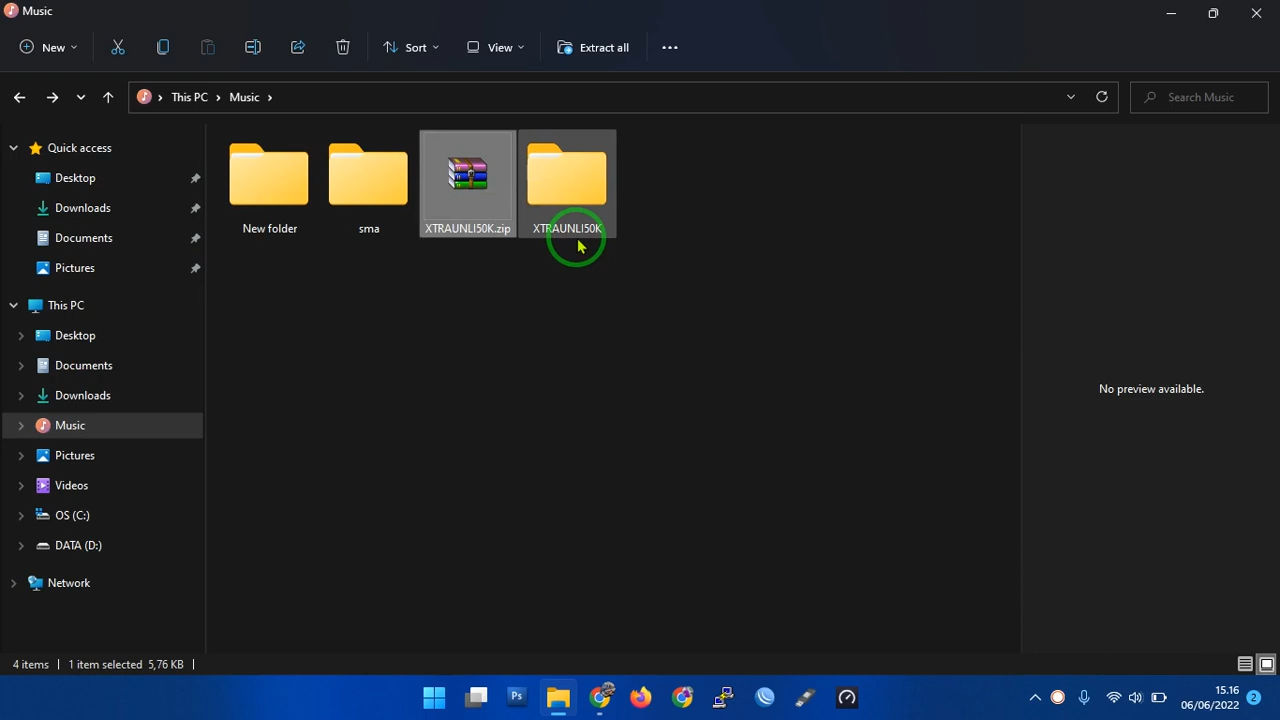 Music
New
Sort
View
Extract all
This PC
Music
Search Music
Quick access
Desktop
Downloads
Documents
Pictures
This PC
Desktop
Documents
Downloads
Music
Pictures
Videos
OS (C:)
DATA (D:)
Network
New folder
sma
XTRAUNLI50K.zip
XTRAUNLI50K
No preview available.
4 items
1 item selected 5,76 KB
Ps
15.16
06/06/2022
2